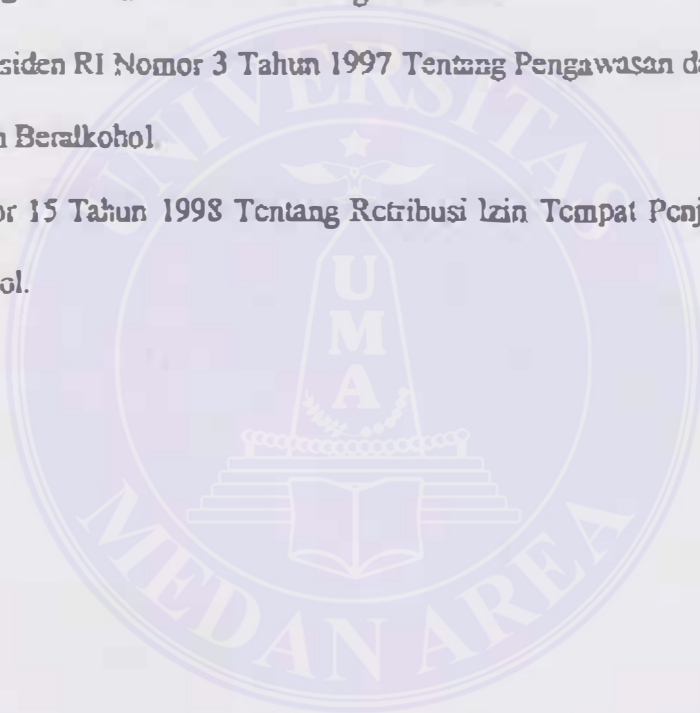 siden RI Nomor 3 Tahun 1997 Tentang Pengawasan d
Beralkohol
or 15 Tahun 1998 Tentang Retribusi Izin Tempat Penj
ol.
UNIVERSITAS
UMA
MEDAN AREA